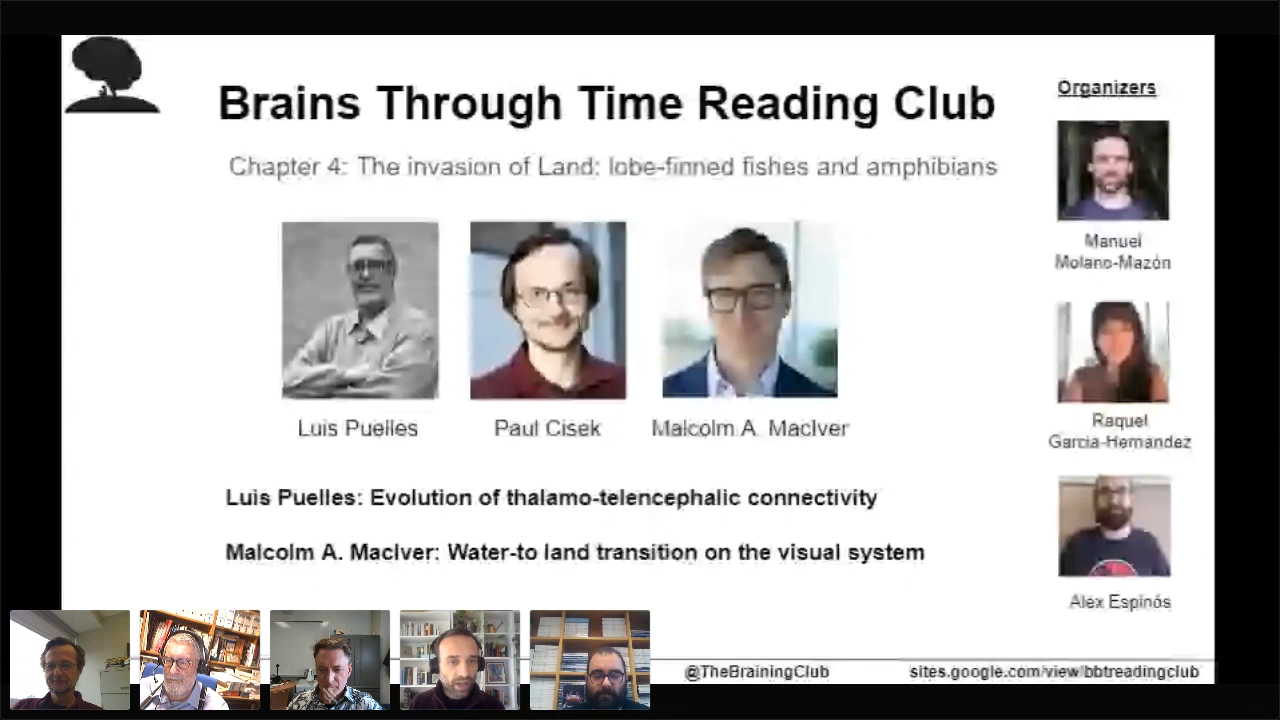 Brains Through Time Reading Club
Chapter 4: The invasion of Land: lobe-finned fishes and amphibians
Organizers
Manuel
Molano-Mazón
Luis Puelles
Paul Cisek
Malcolm A. MacIver
Raquel
Garcia-Hernandez
Luis Puelles: Evolution of thalamo-telencephalic connectivity
Malcolm A. MacIver: Water-to land transition on the visual system
Alex Espinós
@TheBrainingClub
sites.google.com/view/bbtreadingclub